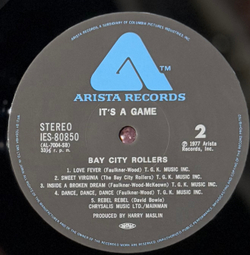 TM
ARISTA RECORDS
IT'S A GAME
STEREO
IES-80850
(AL-7004-SB)
33⅓ r. p. m.
2
Ⓟ 1977 Arista
Records, Inc.
BAY CITY ROLLERS
1. LOVE FEVER (Faulkner-Wood) T. G. K. MUSIC INC.
2. SWEET VIRGINIA (The Bay City Rollers) T. G. K. MUSIC INC.
3. INSIDE A BROKEN DREAM (Faulkner-Wood-McKeown) T. G. K. MUSIC INC.
4. DANCE, DANCE, DANCE (Faulkner-Wood) T. G. K. MUSIC INC.
5. REBEL REBEL (David Bowie)
CHRYSALIS MUSIC LTD./MAINMAN
PRODUCED BY HARRY MASLIN